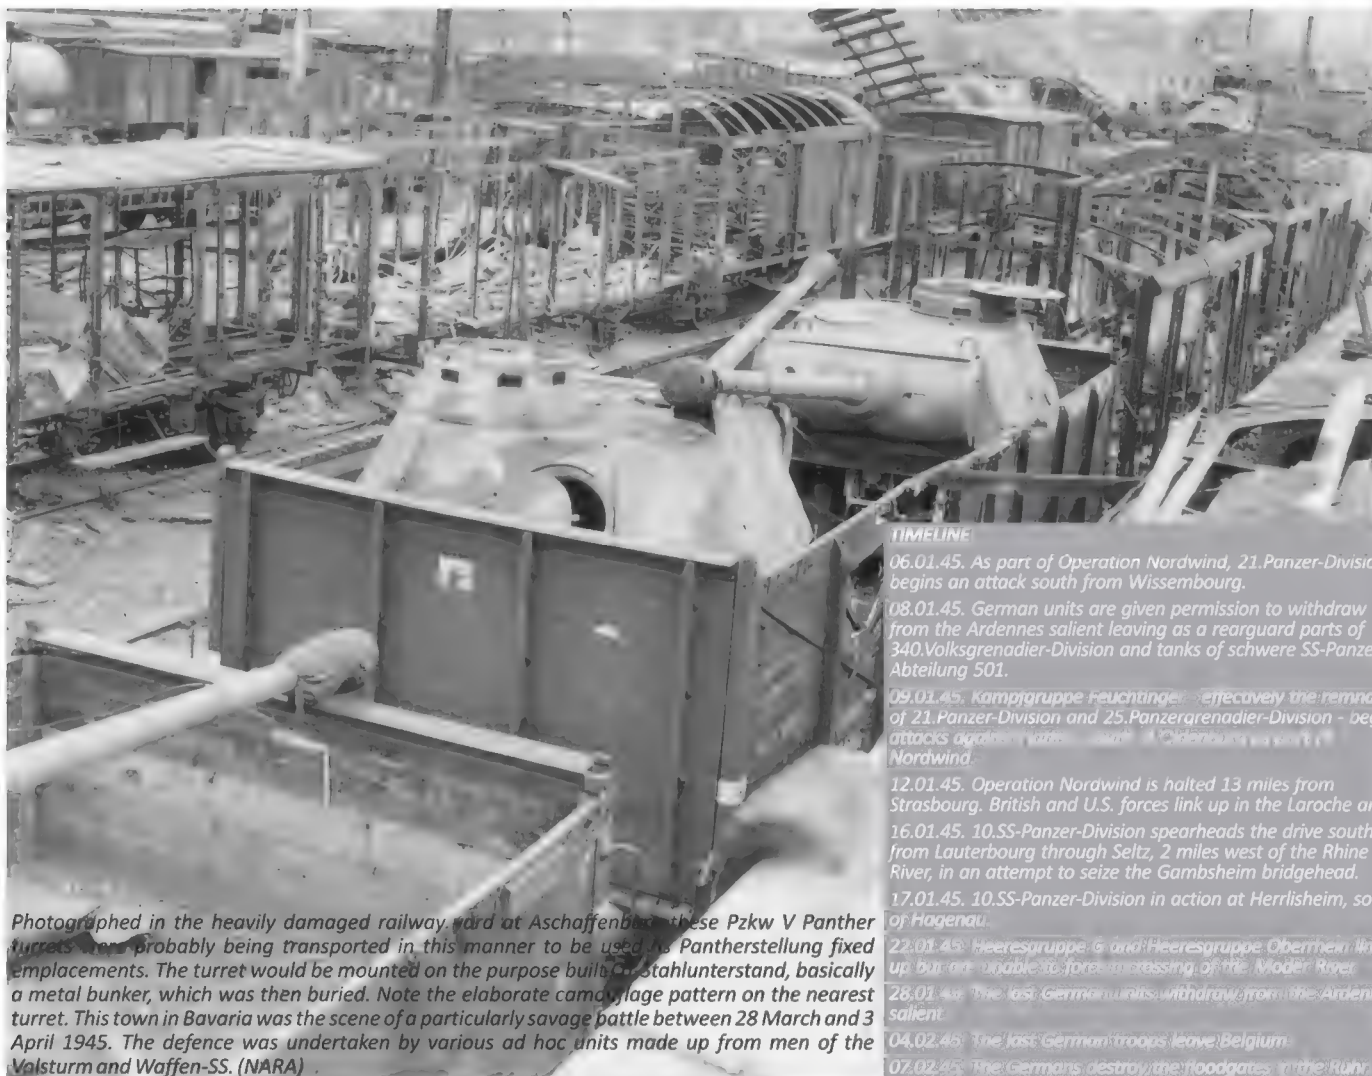 Photographed in the heavily damaged railway yard at these Pzkw V Panther
turrets were probably being transported in this manner to be used as Pantherstellung fixed
emplacements. The turret would be mounted on the purpose built Stahlunterstand, basically
a metal bunker, which was then buried. Note the elaborate camouflage pattern on the nearest
turret. This town in Bavaria was the scene of a particularly savage battle between 28 March and 3
April 1945. The defence was undertaken by various ad hoc units made up from men of the
Volsturm and Waffen-SS. (NARA)
TIMELINE
06.01.45. As part of Operation Nordwind, 21.Panzer-Divisio
begins an attack south from Wissembourg.
08.01.45. German units are given permission to withdraw
from the Ardennes salient leaving as a rearguard parts of
340.Volksgrenadier-Division and tanks of schwere SS-Panze
Abteilung 501.
09.01.45. Kampfgruppe Feuchtinger - effectively the remna
of 21.Panzer-Division and 25.Panzergrenadier-Division - be
attacks
Nordwind.
12.01.45. Operation Nordwind is halted 13 miles from
Strasbourg. British and U.S. forces link up in the Laroche a
16.01.45. 10.SS-Panzer-Division spearheads the drive south
from Lauterbourg through Seltz, 2 miles west of the Rhine
River, in an attempt to seize the Gambsheim bridgehead.
17.01.45. 10.SS-Panzer-Division in action at Herrlisheim, so
of Hagenau.
22.01.45. Heeresgruppe G and Heeresgruppe Oberrhein
up but are unable to force a crossing of the Moder River.
28.01.45. The last German units withdraw from the Arden
salient.
04.02.45. The last German troops leave Belgium.
07.02.45. The Germans destroy the floodgates in the Ruhr